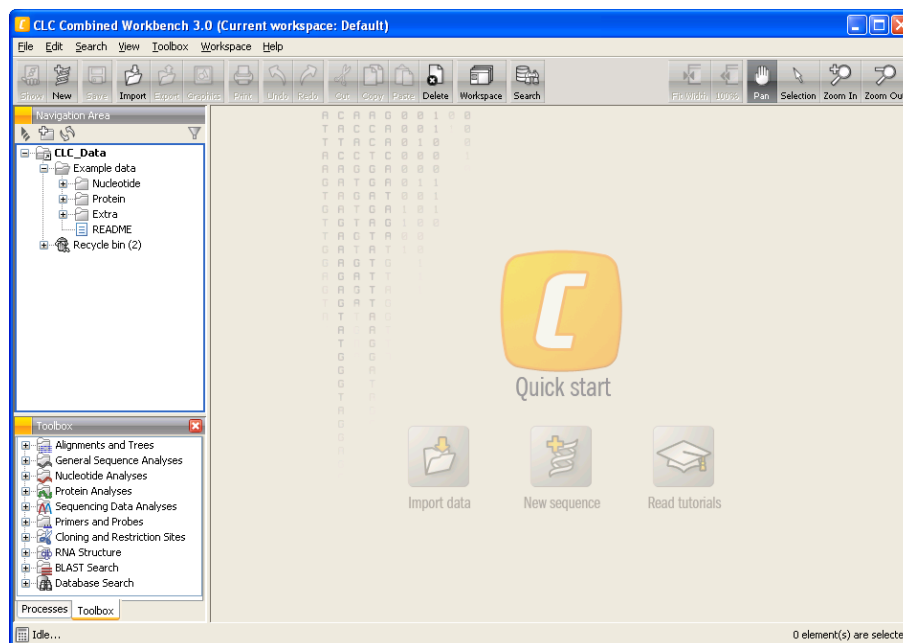 CLC Combined Workbench 3.0 (Current workspace: Default)
File Edit Search View Toolbox Workspace Help
Show New Save Import Export Graphics Print Undo Redo Cut Copy Paste Delete Workspace Search Fit Width 100% Pan Selection Zoom In Zoom Out
Navigation Area
CLC_Data
Example data
Nucleotide
Protein
Extra
README
Recycle bin (2)
Quick start
Import data New sequence Read tutorials
Toolbox
Alignments and Trees
General Sequence Analyses
Nucleotide Analyses
Protein Analyses
Sequencing Data Analyses
Primers and Probes
Cloning and Restriction Sites
RNA Structure
BLAST Search
Database Search
Processes Toolbox
Idle... 0 element(s) are selected